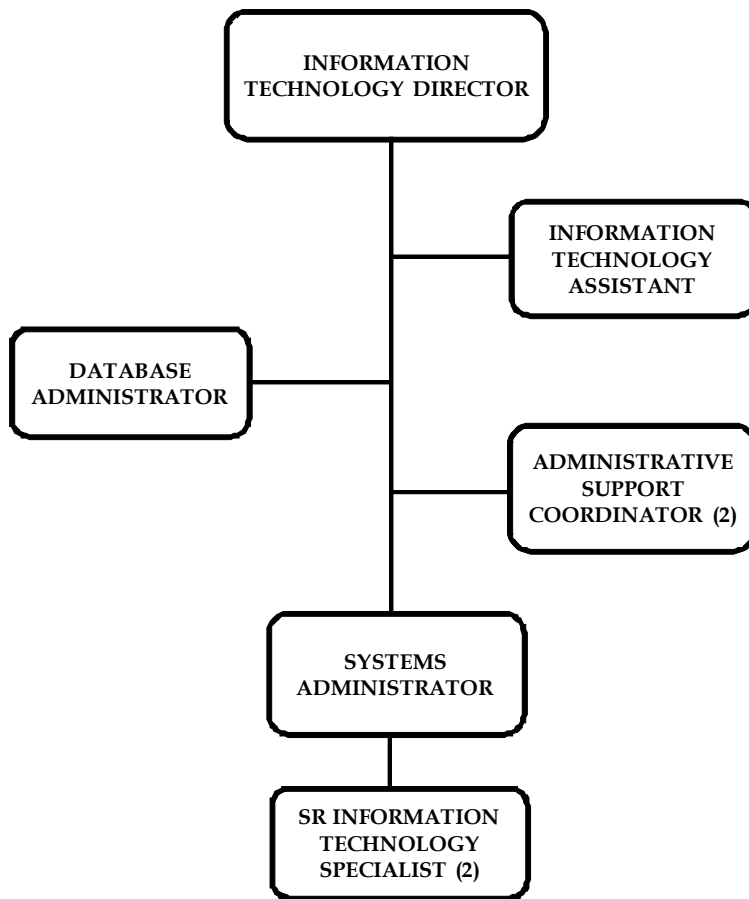 INFORMATION
TECHNOLOGY DIRECTOR
INFORMATION
TECHNOLOGY
ASSISTANT
DATABASE
ADMINISTRATOR
ADMINISTRATIVE
SUPPORT
COORDINATOR (2)
SYSTEMS
ADMINISTRATOR
SR INFORMATION
TECHNOLOGY
SPECIALIST (2)